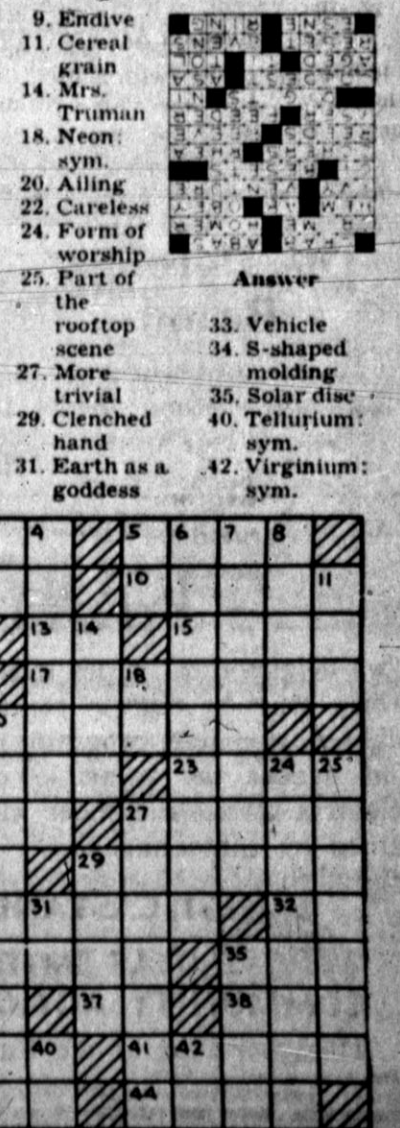 9. Endive
11. Cereal
grain
14. Mrs.
Truman
18. Neon:
sym.
20. Ailing
22. Careless
24. Form of
worship
25. Part of
the
rooftop
scene
27. More
trivial
29. Clenched
hand
31. Earth as a
goddess
Answer
33. Vehicle
34. S-shaped
molding
35. Solar disc
40. Tellurium:
sym.
42. Virginium:
sym.
4 5 6 7 8
10 11
13 14 15
17 18
23 24 25
27
29
31 32
35
37 38
40 41 42
44